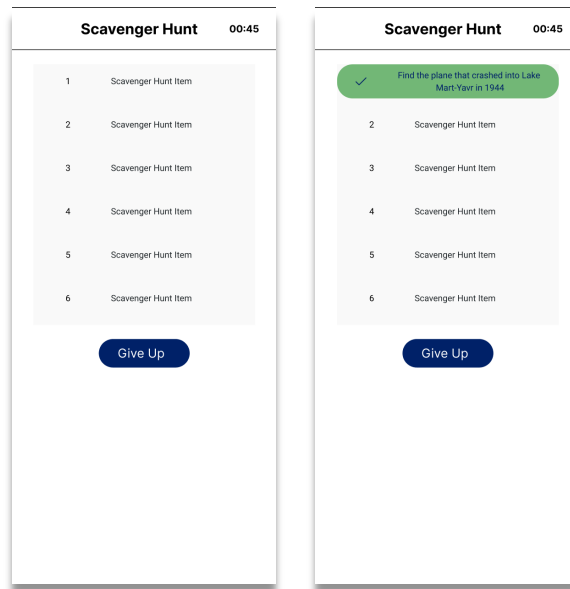 Scavenger Hunt 00:45
1 Scavenger Hunt Item
2 Scavenger Hunt Item
3 Scavenger Hunt Item
4 Scavenger Hunt Item
5 Scavenger Hunt Item
6 Scavenger Hunt Item
Give Up
Scavenger Hunt 00:45
Find the plane that crashed into Lake
Mart-Yavr in 1944
2 Scavenger Hunt Item
3 Scavenger Hunt Item
4 Scavenger Hunt Item
5 Scavenger Hunt Item
6 Scavenger Hunt Item
Give Up